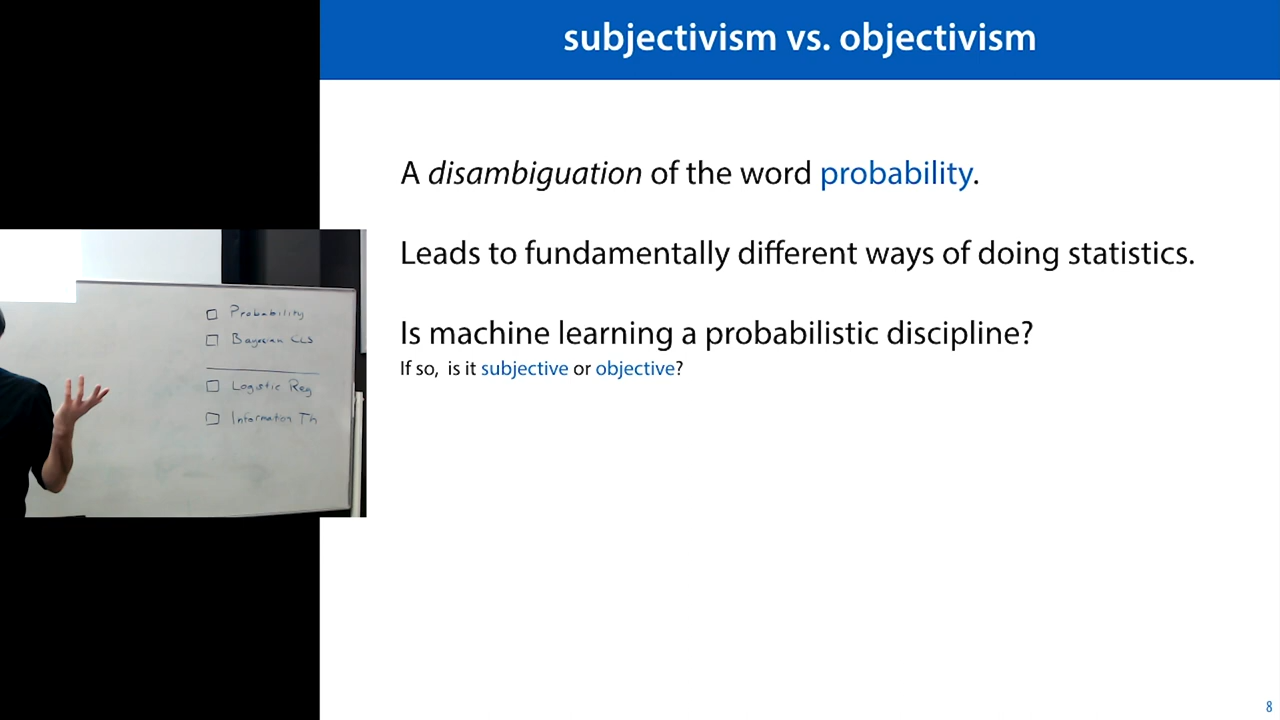 subjectivism vs. objectivism
A disambiguation of the word probability.
Leads to fundamentally different ways of doing statistics.
Is machine learning a probabilistic discipline?
If so, is it subjective or objective?
Probability
Bayesian CLS
Logistic Reg
Information Th
8